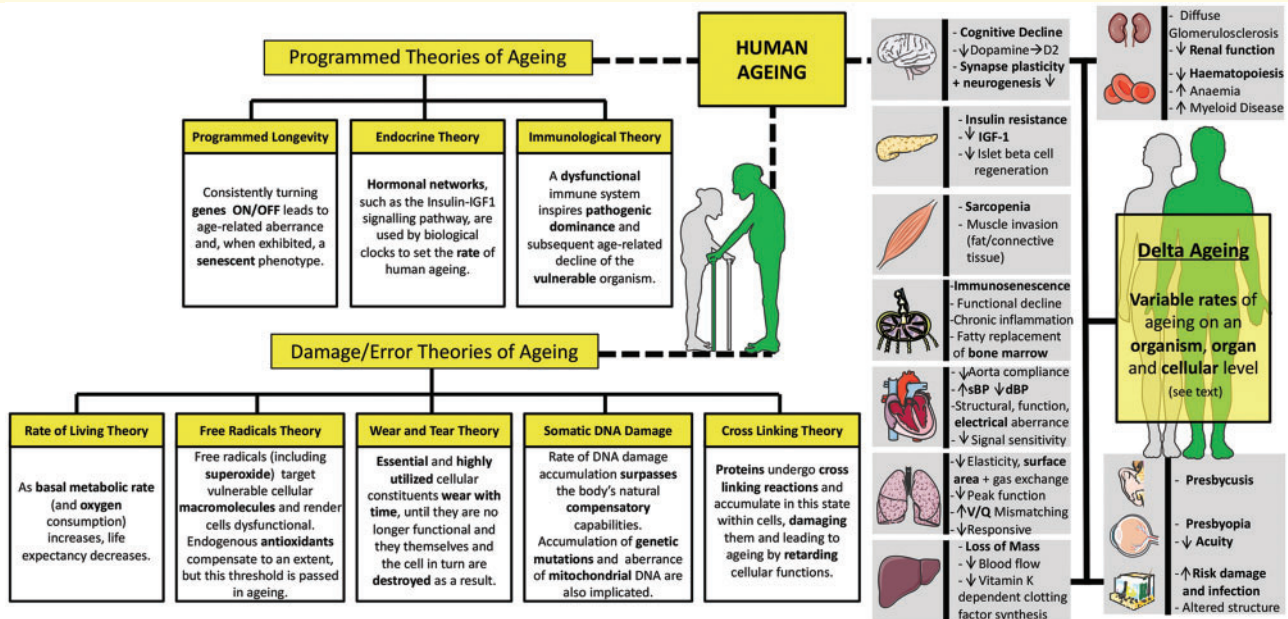 HUMAN
AGEING
Programmed Theories of Ageing
Programmed Longevity
Consistently turning
genes ON/OFF leads to
age-related aberrance
and, when exhibited, a
senescent phenotype.
Endocrine Theory
Hormonal networks,
such as the Insulin-IGF1
signalling pathway, are
used by biological
clocks to set the rate of
human ageing.
Immunological Theory
A dysfunctional
immune system
inspires pathogenic
dominance and
subsequent age-related
decline of the
vulnerable organism.
Damage/Error Theories of Ageing
Rate of Living Theory
As basal metabolic rate
(and oxygen
consumption)
increases, life
expectancy decreases.
Free Radicals Theory
Free radicals (including
superoxide) target
vulnerable cellular
macromolecules and render
cells dysfunctional.
Endogenous antioxidants
compensate to an extent,
but this threshold is passed
in ageing.
Wear and Tear Theory
Essential and highly
utilized cellular
constituents wear with
time, until they are no
longer functional and
they themselves and
the cell in turn are
destroyed as a result.
Somatic DNA Damage
Rate of DNA damage
accumulation surpasses
the body's natural
compensatory
capabilities.
Accumulation of genetic
mutations and aberrance
of mitochondrial DNA are
also implicated.
Cross Linking Theory
Proteins undergo cross
linking reactions and
accumulate in this state
within cells, damaging
them and leading to
ageing by retarding
cellular functions.
- Cognitive Decline
- ↓Dopamine→D2
- Synapse plasticity
+ neurogenesis ↓
- Insulin resistance
- ↓ IGF-1
- ↓ Islet beta cell
regeneration
- Sarcopenia
- Muscle invasion
(fat/connective
tissue)
-Immunosenescence
- Functional decline
-Chronic inflammation
- Fatty replacement
of bone marrow
- ↓Aorta compliance
- ↑sBP ↓dBP
-Structural, function,
electrical aberrance
- ↓ Signal sensitivity
- ↓Elasticity, surface
area + gas exchange
- ↓Peak function
- ↑V/Q Mismatching
- ↓Responsive
- Loss of Mass
- ↓ Blood flow
- ↓ Vitamin K
dependent clotting
factor synthesis
- Diffuse
Glomerulosclerosis
- ↓ Renal function
- ↓ Haematopoiesis
- ↑ Anaemia
- ↑ Myeloid Disease
Delta Ageing
Variable rates of
ageing on an
organism, organ
and cellular level
(see text)
- Presbycusis
- Presbyopia
- ↓ Acuity
- ↑Risk damage
and infection
- Altered structure